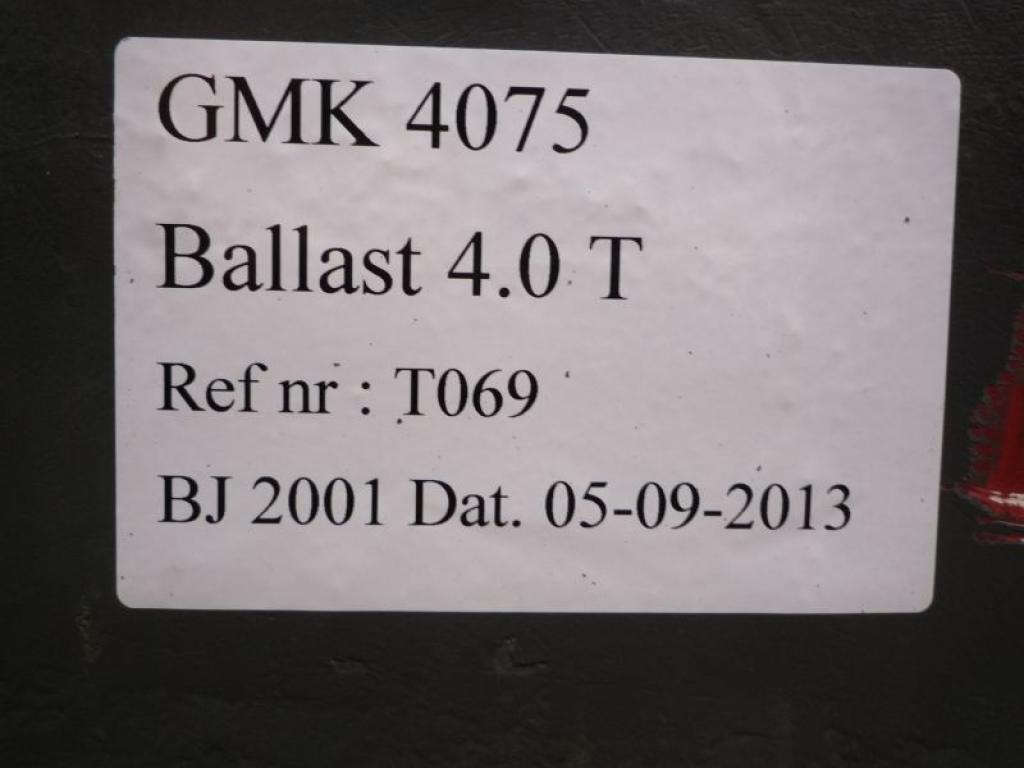 GMK 4075
Ballast 4.0 T
Ref nr : T069
BJ 2001 Dat. 05-09-2013